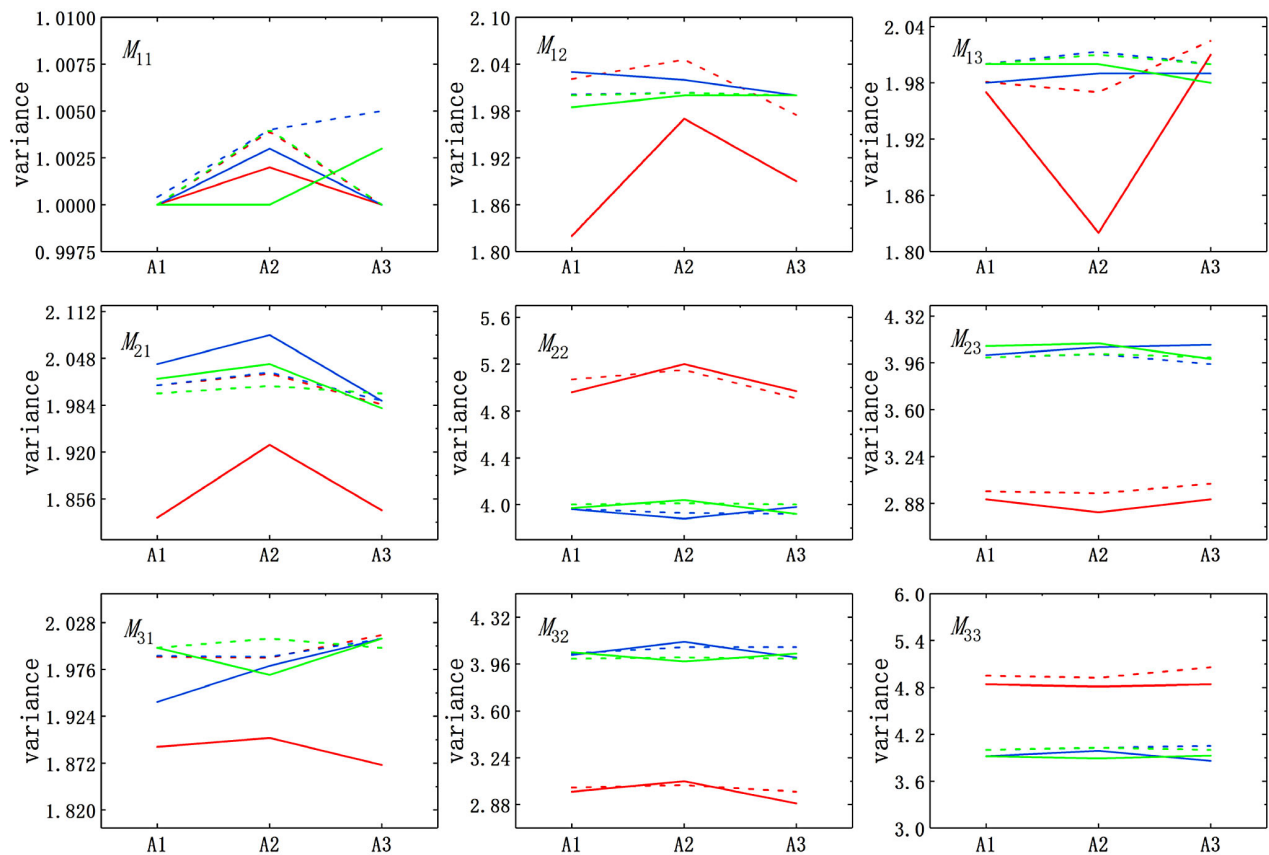 M11
variance
1.0100
1.0075
1.0050
1.0025
1.0000
0.9975
A1 A2 A3
M12
variance
2.10
2.04
1.98
1.92
1.86
1.80
A1 A2 A3
M13
variance
2.04
1.98
1.92
1.86
1.80
A1 A2 A3
M21
variance
2.112
2.048
1.984
1.920
1.856
A1 A2 A3
M22
variance
5.6
5.2
4.8
4.4
4.0
A1 A2 A3
M23
variance
4.32
3.96
3.60
3.24
2.88
A1 A2 A3
M31
variance
2.028
1.976
1.924
1.872
1.820
A1 A2 A3
M32
variance
4.32
3.96
3.60
3.24
2.88
A1 A2 A3
M33
variance
6.0
5.4
4.8
4.2
3.6
3.0
A1 A2 A3